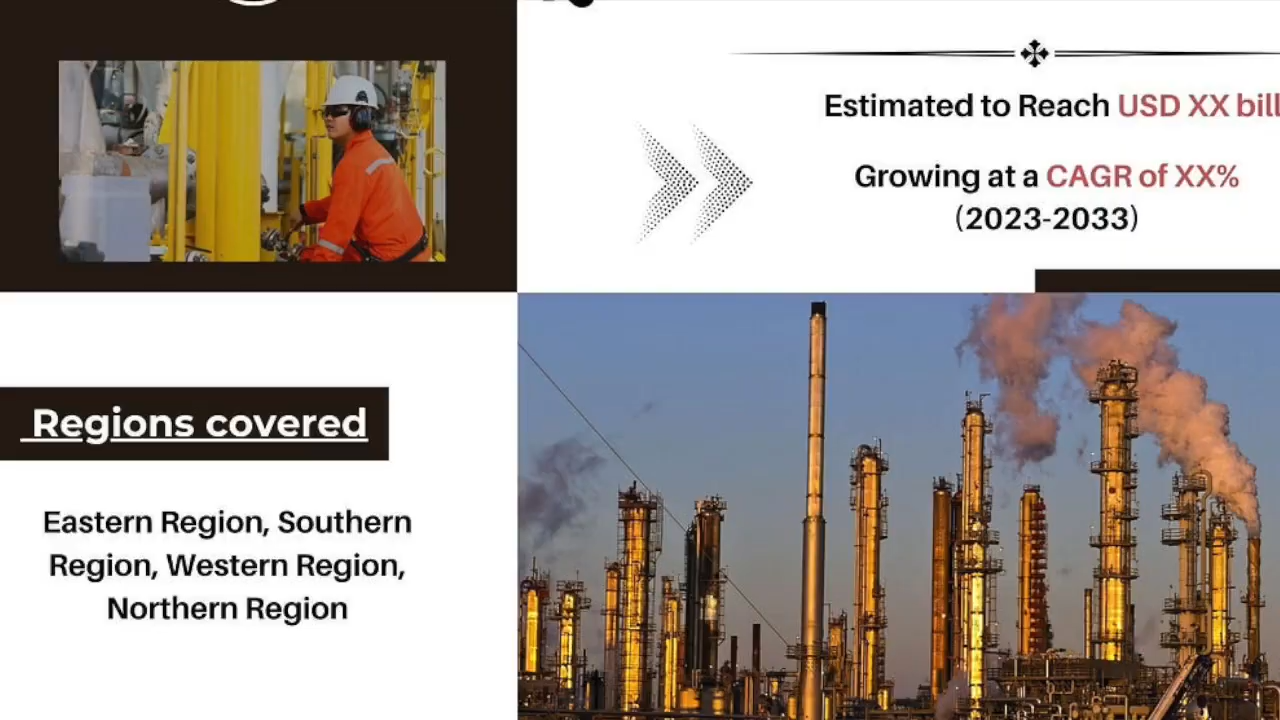 Estimated to Reach USD XX bill
Growing at a CAGR of XX%
(2023-2033)
Regions covered
Eastern Region, Southern
Region, Western Region,
Northern Region